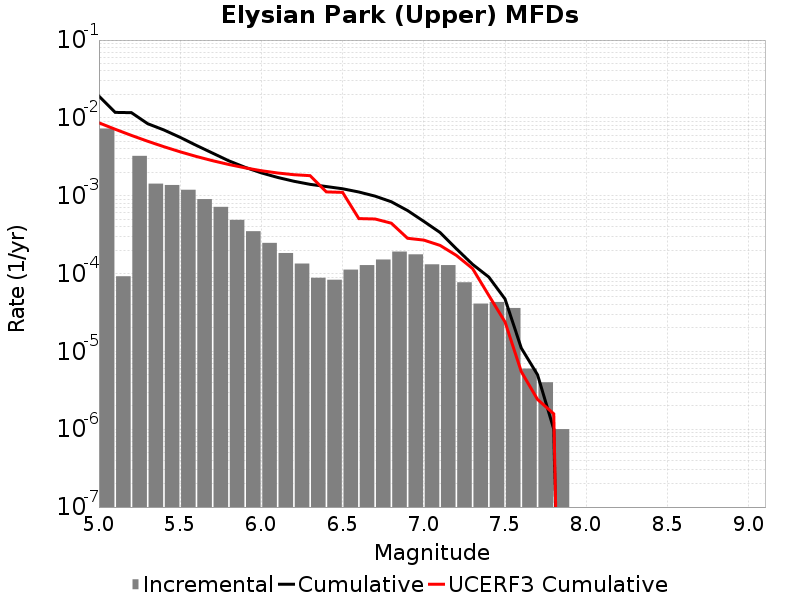 Elysian Park (Upper) MFDs
10-1
10-2
10-3
10-4
10-5
10-6
10-7
Rate (1/yr)
5.0 5.5 6.0 6.5 7.0 7.5 8.0 8.5 9.0
Magnitude
Incremental Cumulative UCERF3 Cumulative